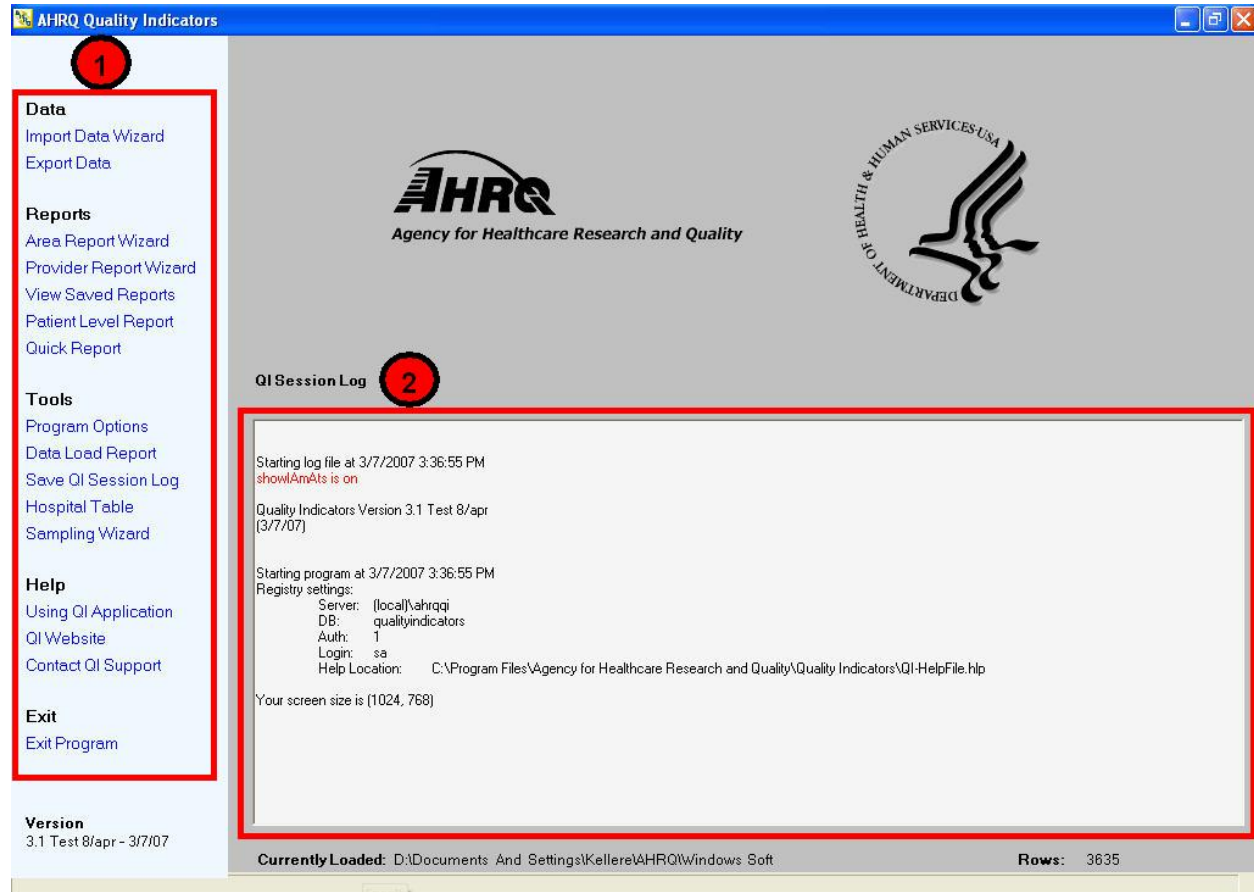 AHRQ Quality Indicators
1
Data
Import Data Wizard
Export Data
Reports
Area Report Wizard
Provider Report Wizard
View Saved Reports
Patient Level Report
Quick Report
Tools
Program Options
Data Load Report
Save QI Session Log
Hospital Table
Sampling Wizard
Help
Using QI Application
QI Website
Contact QI Support
Exit
Exit Program
Version
3.1 Test 8/apr - 3/7/07
AHRQ
Agency for Healthcare Research and Quality
DEPARTMENT OF HEALTH & HUMAN SERVICES·USA
QI Session Log
2
Starting log file at 3/7/2007 3:36:55 PM
showIAmAts is on
Quality Indicators Version 3.1 Test 8/apr
(3/7/07)
Starting program at 3/7/2007 3:36:55 PM
Registry settings:
Server: (local)\ahrqqi
DB: qualityindicators
Auth: 1
Login: sa
Help Location: C:\Program Files\Agency for Healthcare Research and Quality\Quality Indicators\QI-HelpFile.hlp
Your screen size is (1024, 768)
Currently Loaded: D:\Documents And Settings\Kellere\AHRQ\Windows Soft Rows: 3635